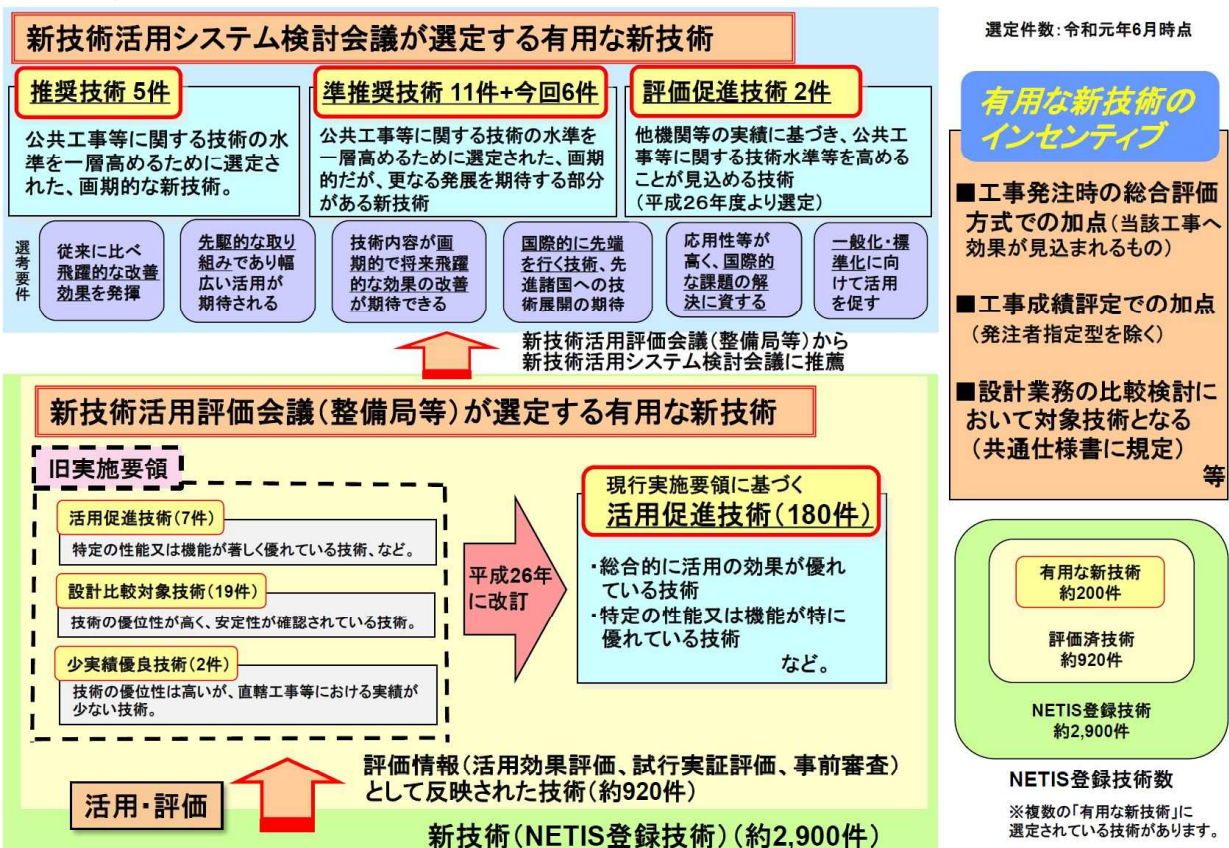 新技術活用システム検討会議が選定する有用な新技術
推奨技術 5件
公共工事等に関する技術の水
準を一層高めるために選定さ
れた、画期的な新技術。
準推奨技術 11件+今回6件
公共工事等に関する技術の水準を
一層高めるために選定された、画期
的だが、更なる発展を期待する部分
がある新技術
評価促進技術 2件
他機関等の実績に基づき、公共工
事等に関する技術水準等を高める
ことが見込める技術
(平成26年度より選定)
選考要件
従来に比べ
飛躍的な改善
効果を発揮
先駆的な取り
組みであり幅
広い活用が
期待される
技術内容が画
期的で将来飛躍
的な効果の改善
が期待できる
国際的に先端
を行く技術、先
進諸国への技
術展開の期待
応用性等が
高く、国際的
な課題の解
決に資する
一般化・標
準化に向
けて活用
を促す
新技術活用評価会議(整備局等)から
新技術活用システム検討会議に推薦
新技術活用評価会議(整備局等)が選定する有用な新技術
旧実施要領
活用促進技術(7件)
特定の性能又は機能が著しく優れている技術、など。
設計比較対象技術(19件)
技術の優位性が高く、安定性が確認されている技術。
少実績優良技術(2件)
技術の優位性は高いが、直轄工事等における実績が
少ない技術。
平成26年
に改訂
現行実施要領に基づく
活用促進技術(180件)
・総合的に活用の効果が優れ
ている技術
・特定の性能又は機能が特に
優れている技術
など。
活用・評価
評価情報(活用効果評価、試行実証評価、事前審査)
として反映された技術(約920件)
新技術(NETIS登録技術)(約2,900件)
選定件数:令和元年6月時点
有用な新技術の
インセンティブ
■工事発注時の総合評価
方式での加点(当該工事へ
効果が見込まれるもの)
■工事成績評定での加点
(発注者指定型を除く)
■設計業務の比較検討に
おいて対象技術となる
(共通仕様書に規定)
等
有用な新技術
約200件
評価済技術
約920件
NETIS登録技術
約2,900件
NETIS登録技術数
※複数の「有用な新技術」に
選定されている技術があります。